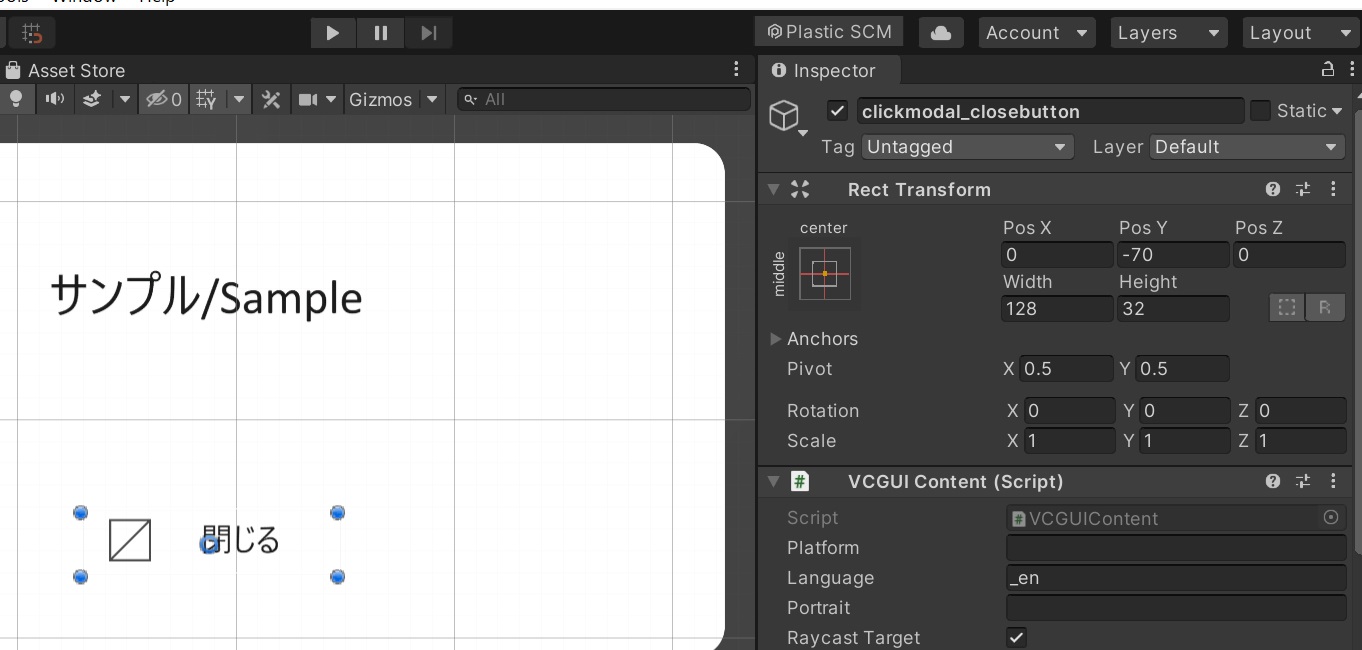 Window
Help
Plastic SCM
Account
Layers
Layout
Asset Store
Inspector
0
Gizmos
All
clickmodal_closebutton
Static
Tag Untagged
Layer Default
Rect Transform
center
middle
Pos X Pos Y Pos Z
0 -70 0
Width Height
128 32
R
Anchors
Pivot X 0.5 Y 0.5
Rotation X 0 Y 0 Z 0
Scale X 1 Y 1 Z 1
サンプル/Sample
閉じる
VCGUI Content (Script)
Script # VCGUIContent
Platform
Language _en
Portrait
Raycast Target